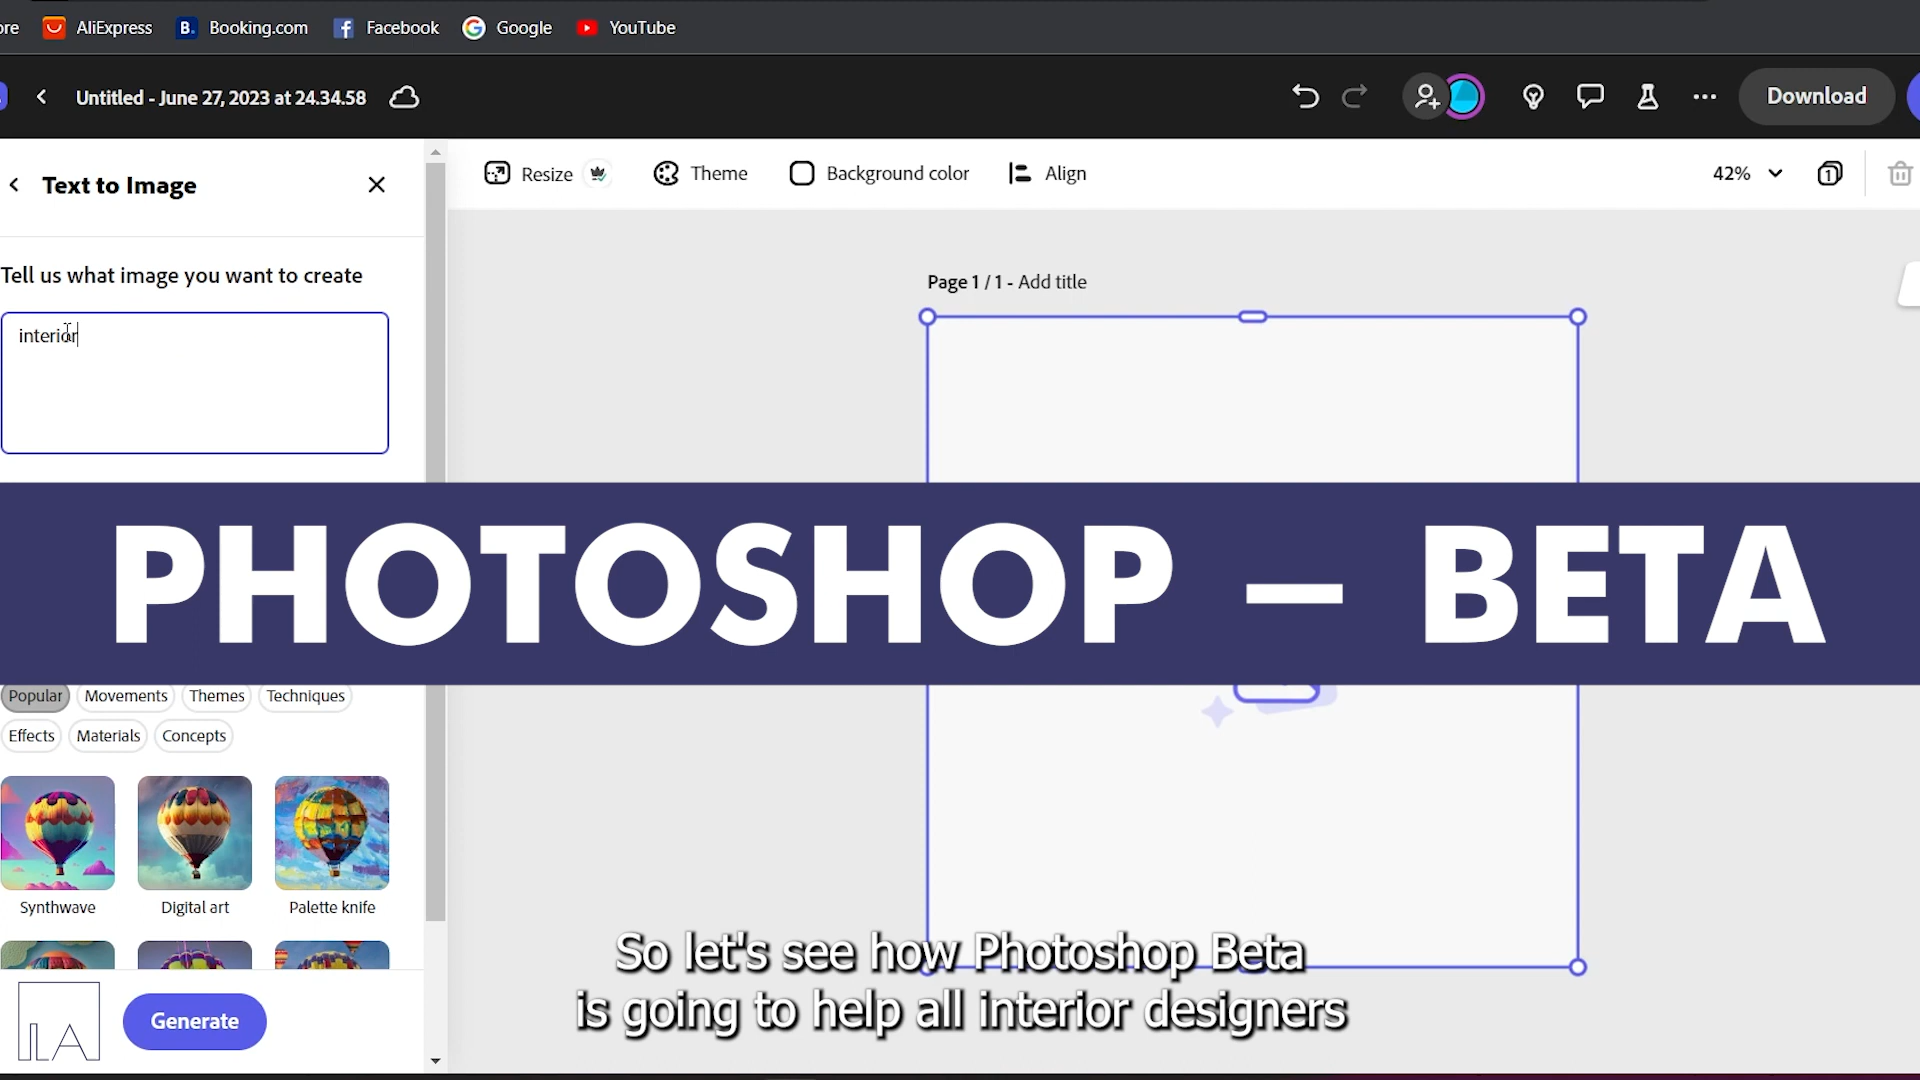 ore AliExpress B. Booking.com Facebook Google YouTube
Untitled - June 27, 2023 at 24.34.58
Download
Text to Image
Resize Theme Background color Align
42%
1
Tell us what image you want to create
interior
Page 1 / 1 - Add title
PHOTOSHOP – BETA
Popular Movements Themes Techniques
Effects Materials Concepts
Synthwave Digital art Palette knife
ILA
Generate
So let's see how Photoshop Beta
is going to help all interior designers